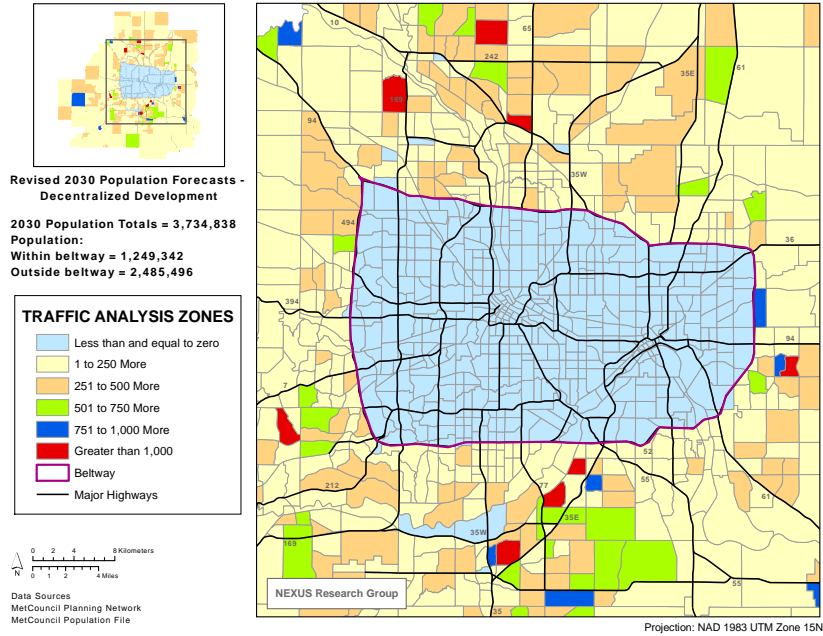 Revised 2030 Population Forecasts -
Decentralized Development
2030 Population Totals = 3,734,838
Population:
Within beltway = 1,249,342
Outside beltway = 2,485,496
TRAFFIC ANALYSIS ZONES
Less than and equal to zero
1 to 250 More
251 to 500 More
501 to 750 More
751 to 1,000 More
Greater than 1,000
Beltway
Major Highways
0 2 4 8 Kilometers
N
0 1 2 4 Miles
Data Sources
MetCouncil Planning Network
MetCouncil Population File
10
65
242
35E
61
169
94
35W
494
36
394
94
7
52
212
77
55
61
35E
35W
169
55
35
NEXUS Research Group
Projection: NAD 1983 UTM Zone 15N